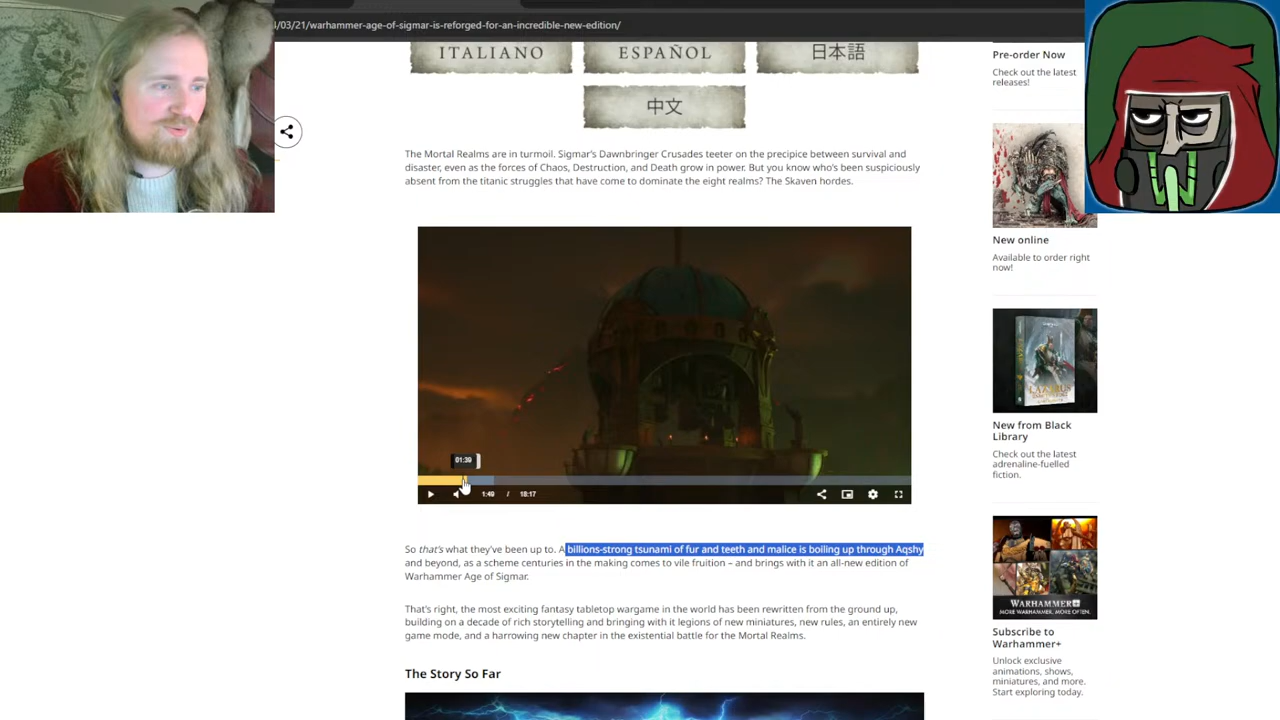 4/03/21/warhammer-age-of-sigmar-is-reforged-for-an-incredible-new-edition/
ITALIANO
ESPAÑOL
日本語
中文
The Mortal Realms are in turmoil. Sigmar's Dawnbringer Crusades teeter on the precipice between survival and
disaster, even as the forces of Chaos, Destruction, and Death grow in power. But you know who's been suspiciously
absent from the titanic struggles that have come to dominate the eight realms? The Skaven hordes.
01:39
1:49 / 18:17
So that's what they've been up to. A billions-strong tsunami of fur and teeth and malice is boiling up through Aqshy
and beyond, as a scheme centuries in the making comes to vile fruition – and brings with it an all-new edition of
Warhammer Age of Sigmar.
That's right, the most exciting fantasy tabletop wargame in the world has been rewritten from the ground up,
building on a decade of rich storytelling and bringing with it legions of new miniatures, new rules, an entirely new
game mode, and a harrowing new chapter in the existential battle for the Mortal Realms.
The Story So Far
Pre-order Now
Check out the latest
releases!
New online
Available to order right
now!
New from Black
Library
Check out the latest
adrenaline-fuelled
fiction.
WARHAMMER+
MORE WARHAMMER, MORE OFTEN.
Subscribe to
Warhammer+
Unlock exclusive
animations, shows,
miniatures, and more.
Start exploring today.